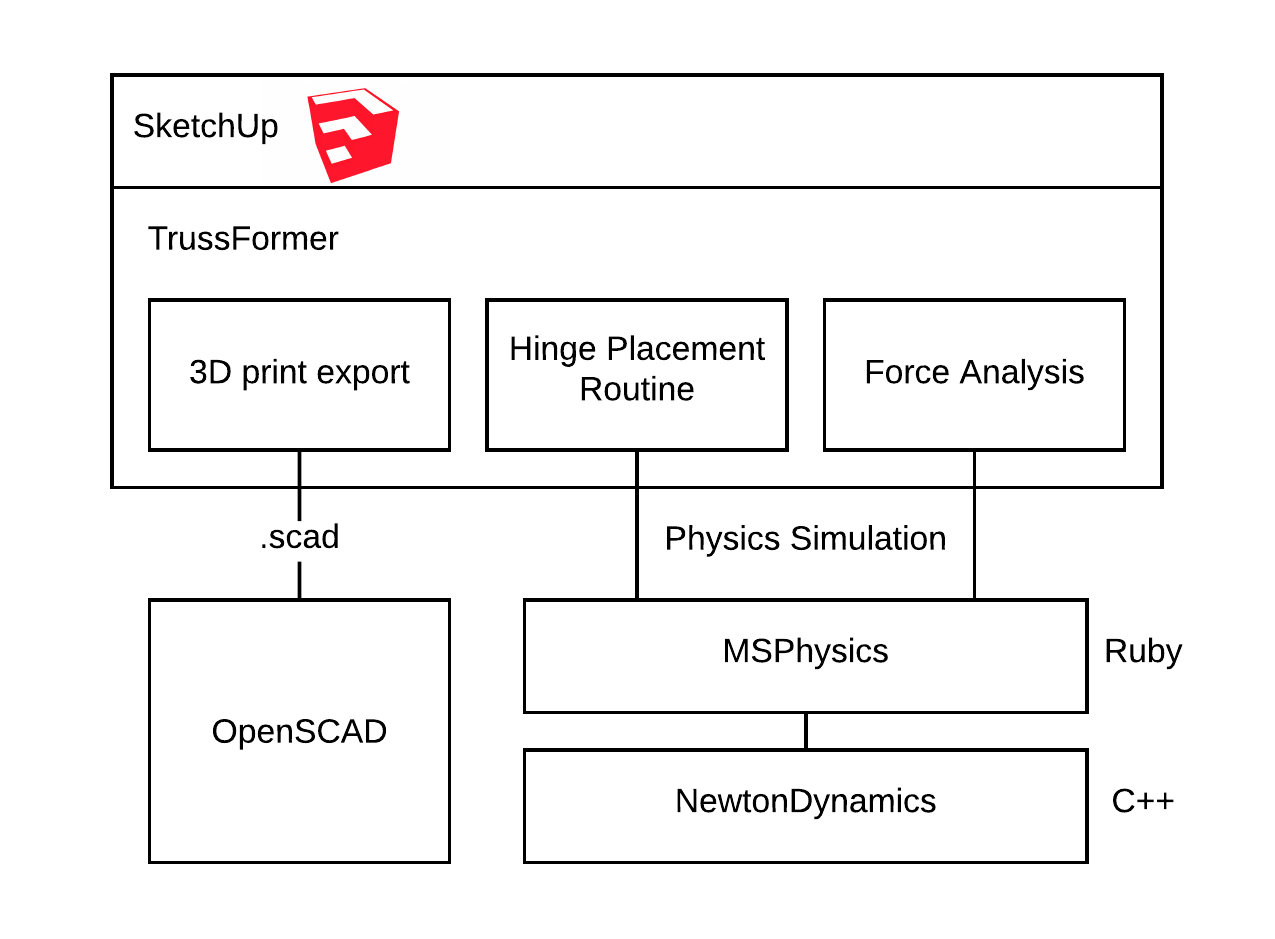 SketchUp
TrussFormer
3D print export
Hinge Placement
Routine
Force Analysis
.scad
Physics Simulation
MSPhysics
Ruby
OpenSCAD
NewtonDynamics
C++